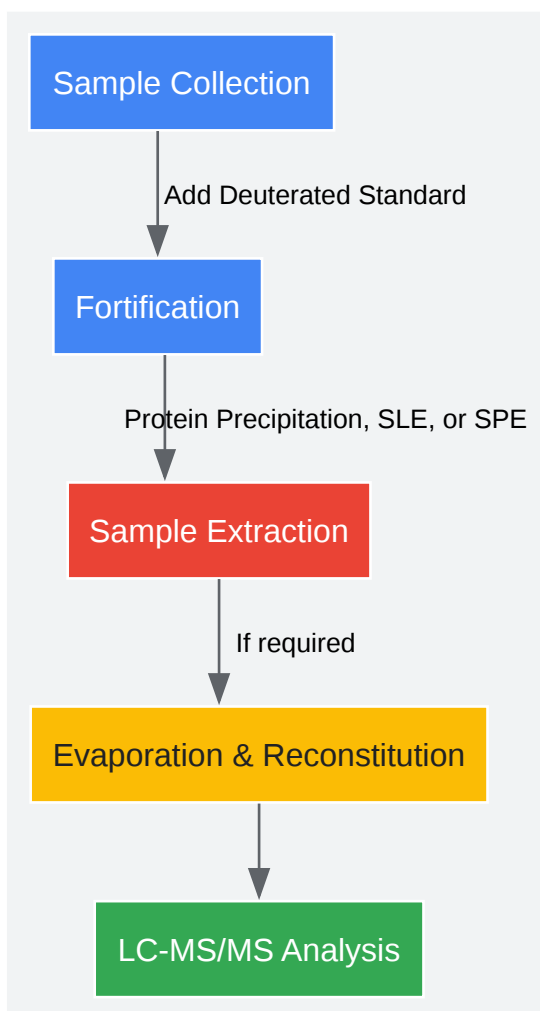 Sample Collection
Add Deuterated Standard
Fortification
Protein Precipitation, SLE, or SPE
Sample Extraction
If required
Evaporation & Reconstitution
LC-MS/MS Analysis